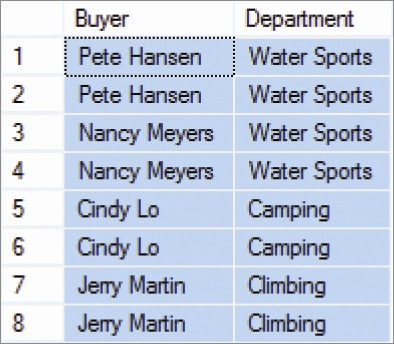 Buyer Department
1 Pete Hansen Water Sports
2 Pete Hansen Water Sports
3 Nancy Meyers Water Sports
4 Nancy Meyers Water Sports
5 Cindy Lo Camping
6 Cindy Lo Camping
7 Jerry Martin Climbing
8 Jerry Martin Climbing